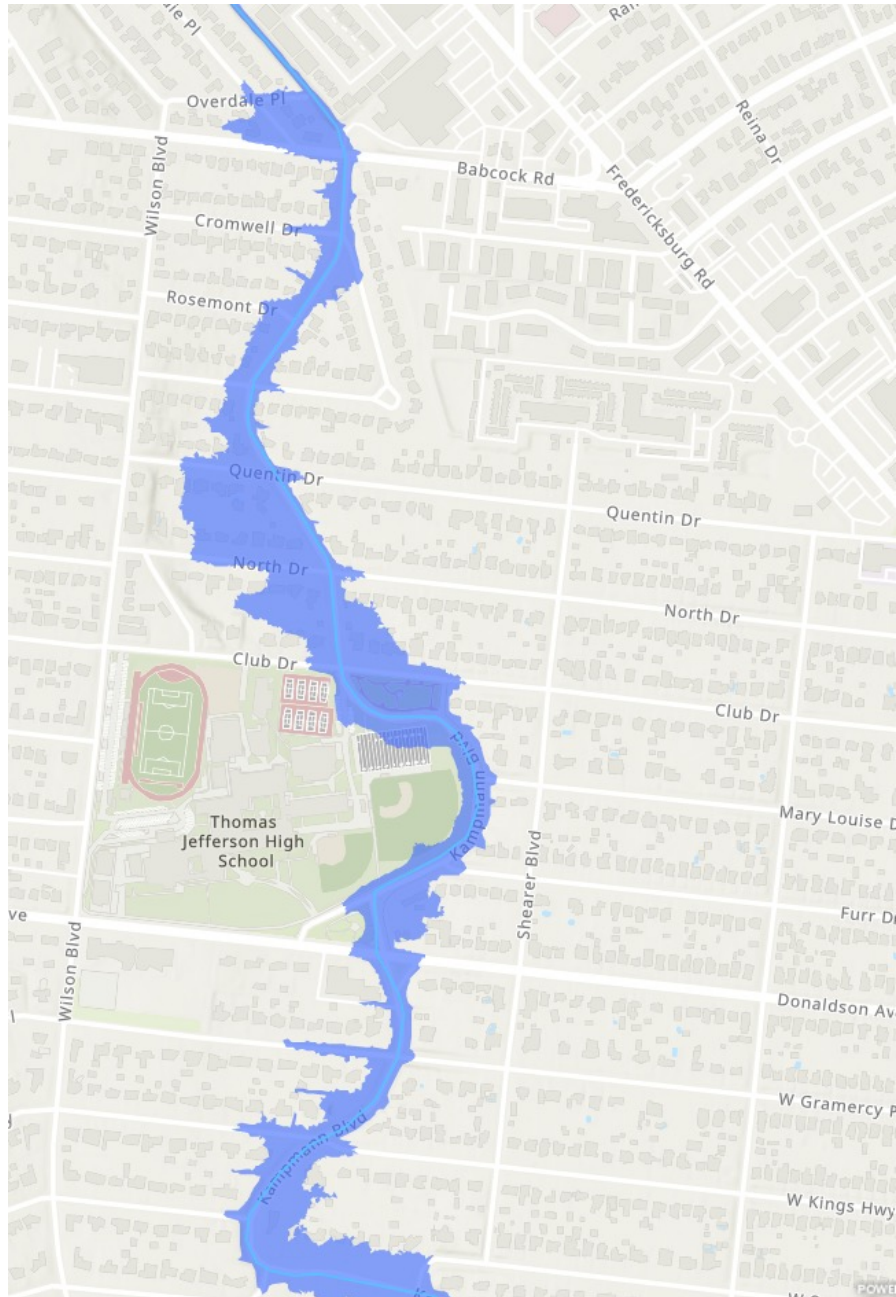 Overdale Pl
Reina Dr
Wilson Blvd
Babcock Rd
Fredericksburg Rd
Cromwell Dr
Rosemont Dr
Quentin Dr
Quentin Dr
North Dr
North Dr
Club Dr
Club Dr
Kampmann Blvd
Mary Louise D
Thomas
Jefferson High
School
Shearer Blvd
Furr Dr
ve
Wilson Blvd
Donaldson Av
W Gramercy P
Kampmann Blvd
W Kings Hwy
POWE